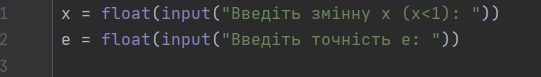 1 x = float(input("Введіть змінну x (x<1): "))
2 e = float(input("Введіть точність e: "))
3